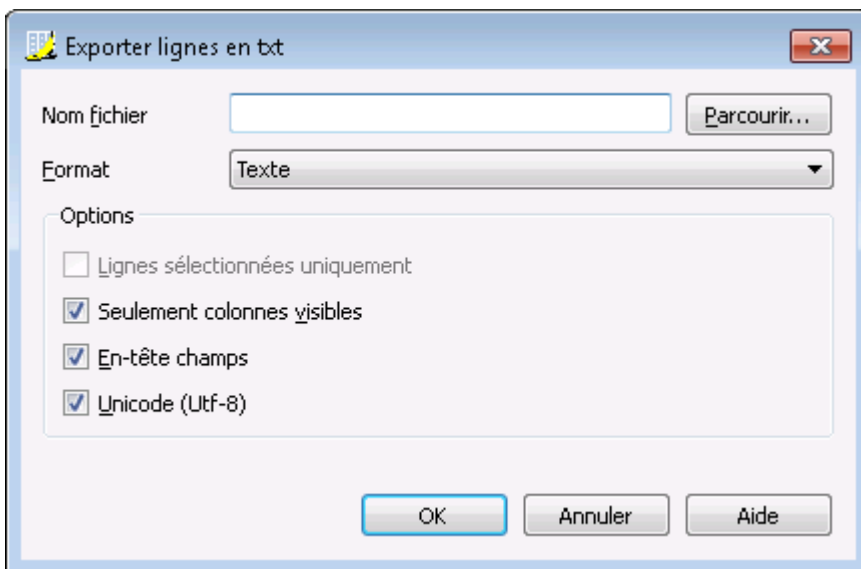 Exporter lignes en txt
Nom fichier
Parcourir...
Format
Texte
Options
Lignes sélectionnées uniquement
Seulement colonnes visibles
En-tête champs
Unicode (Utf-8)
OK
Annuler
Aide